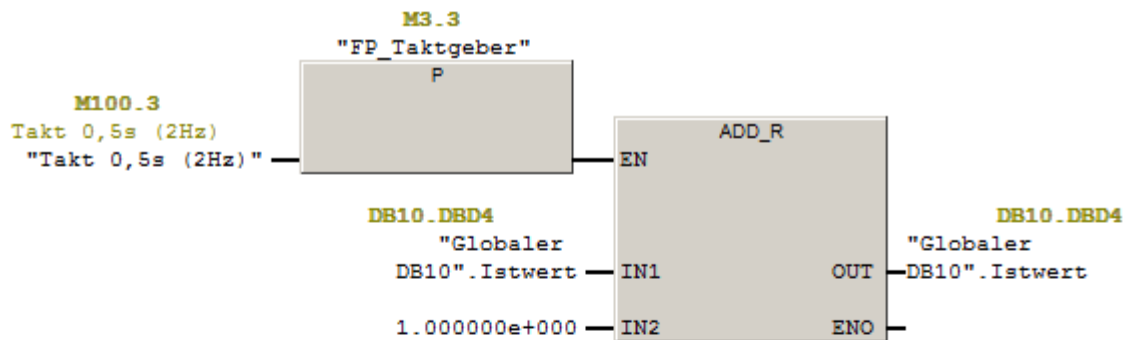 M3.3
"FP_Taktgeber"
P
M100.3
Takt 0,5s (2Hz)
"Takt 0,5s (2Hz)"
ADD_R
EN
DB10.DBD4
"Globaler
DB10".Istwert
IN1
1.000000e+000
IN2
DB10.DBD4
"Globaler
OUT
DB10".Istwert
ENO